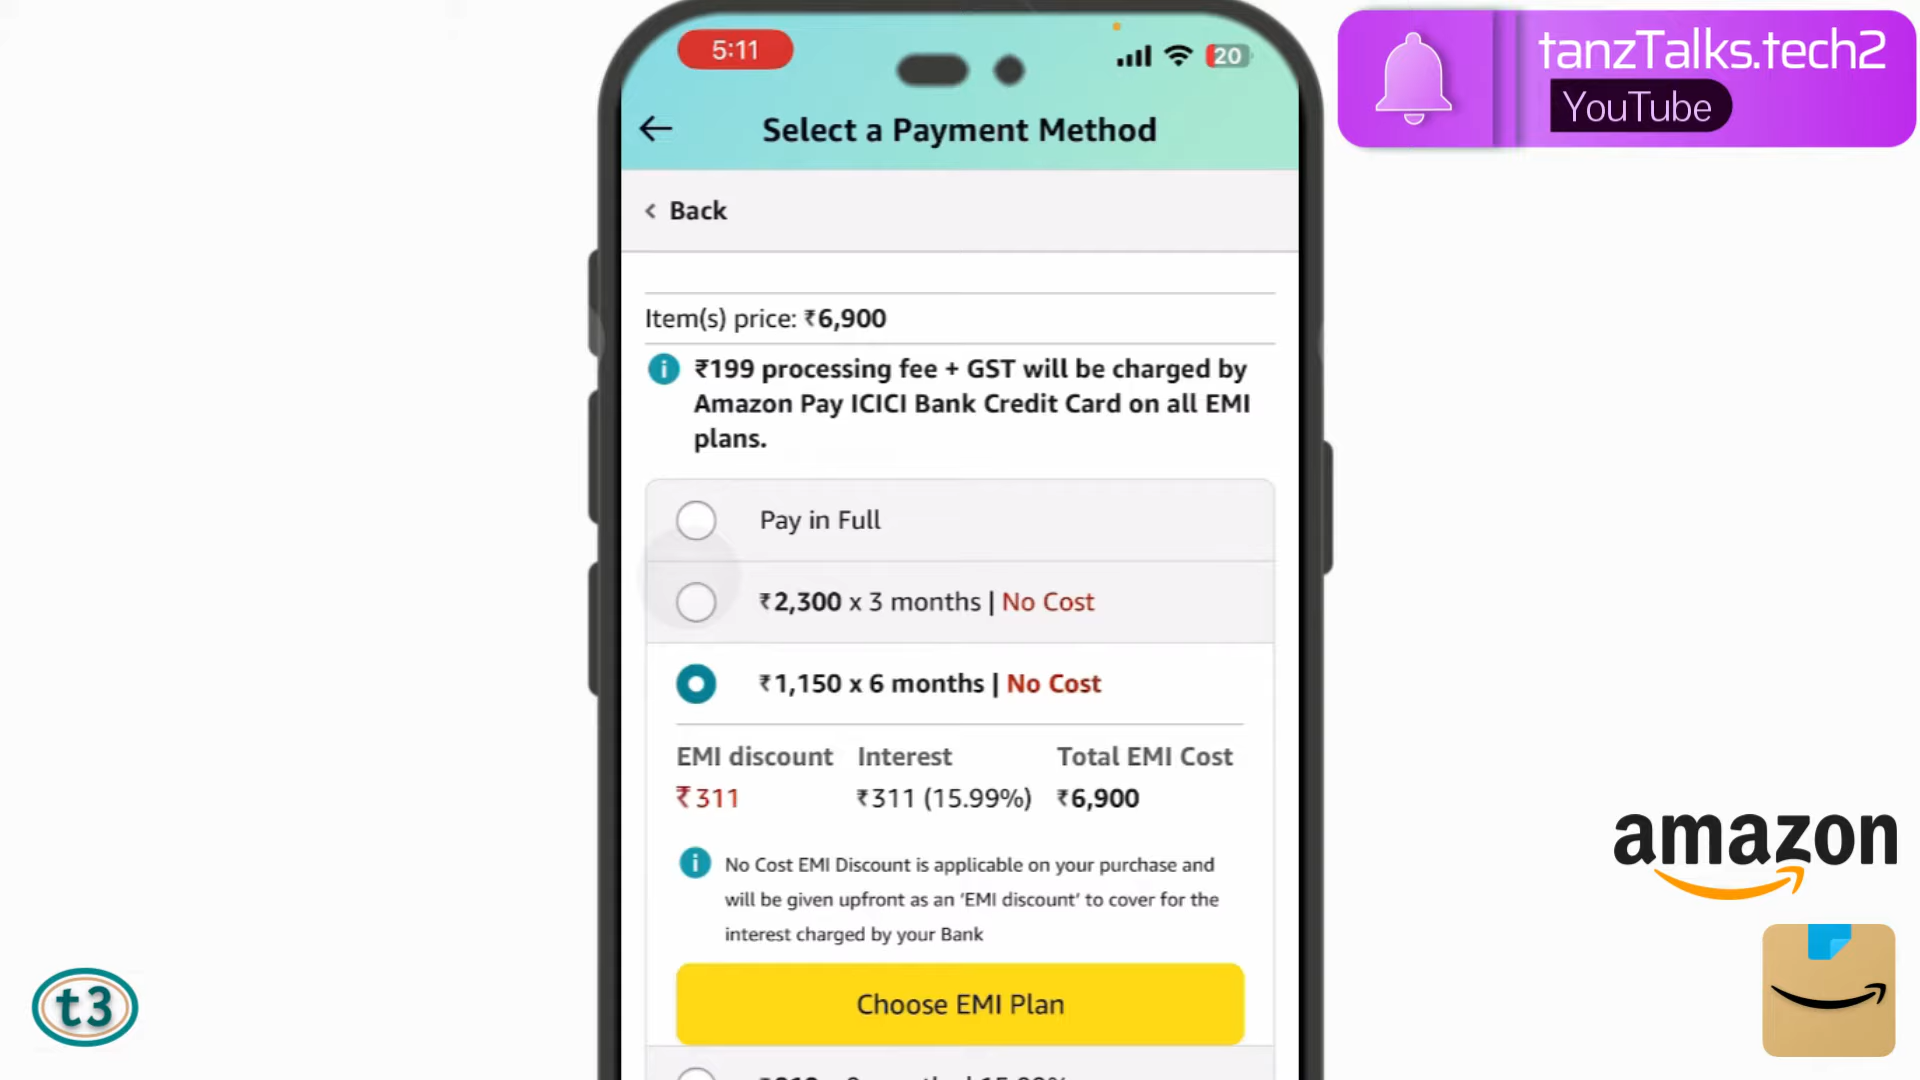 5:11
20
Select a Payment Method
Back
Item(s) price: ₹6,900
₹199 processing fee + GST will be charged by
Amazon Pay ICICI Bank Credit Card on all EMI
plans.
Pay in Full
₹2,300 x 3 months | No Cost
₹1,150 x 6 months | No Cost
EMI discount Interest Total EMI Cost
₹311 ₹311 (15.99%) ₹6,900
No Cost EMI Discount is applicable on your purchase and
will be given upfront as an 'EMI discount' to cover for the
interest charged by your Bank
Choose EMI Plan
tanzTalks.tech2
YouTube
amazon
t3